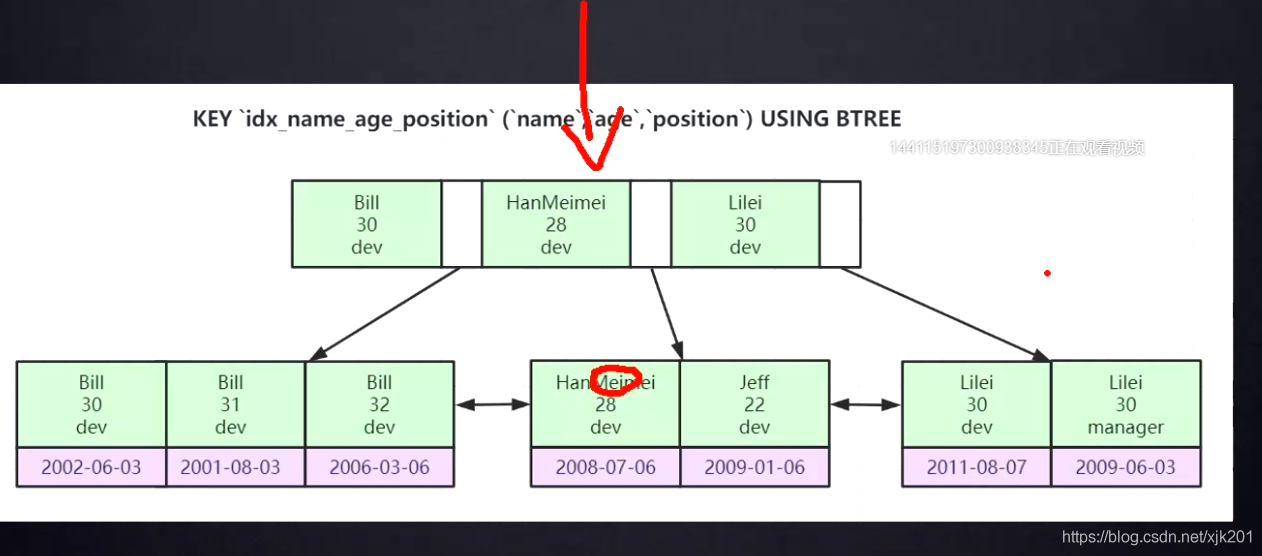 KEY `idx_name_age_position` (`name`,`age`,`position`) USING BTREE
144115197300938345正在观看视频
Bill
30
dev
HanMeimei
28
dev
Lilei
30
dev
Bill
30
dev
2002-06-03
Bill
31
dev
2001-08-03
Bill
32
dev
2006-03-06
HanMeimei
28
dev
2008-07-06
Jeff
22
dev
2009-01-06
Lilei
30
dev
2011-08-07
Lilei
30
manager
2009-06-03
https://blog.csdn.net/xjk201